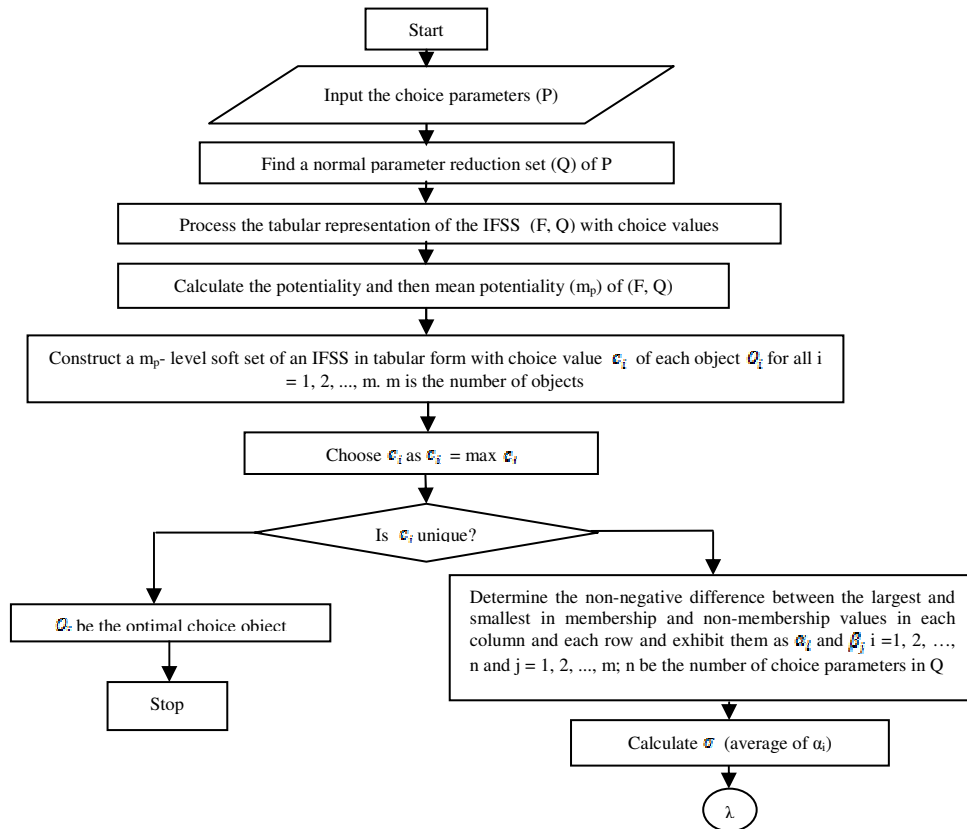 Start
Input the choice parameters (P)
Find a normal parameter reduction set (Q) of P
Process the tabular representation of the IFSS (F, Q) with choice values
Calculate the potentiality and then mean potentiality (mₚ) of (F, Q)
Construct a mₚ- level soft set of an IFSS in tabular form with choice value cᵢ of each object Oᵢ for all i
= 1, 2, ..., m. m is the number of objects
Choose cᵢ as cᵢ = max cᵢ
Is cᵢ unique?
Oᵢ be the optimal choice object
Stop
Determine the non-negative difference between the largest and
smallest in membership and non-membership values in each
column and each row and exhibit them as αᵢ and βⱼ i =1, 2, …,
n and j = 1, 2, ..., m; n be the number of choice parameters in Q
Calculate σ (average of αᵢ)
λ